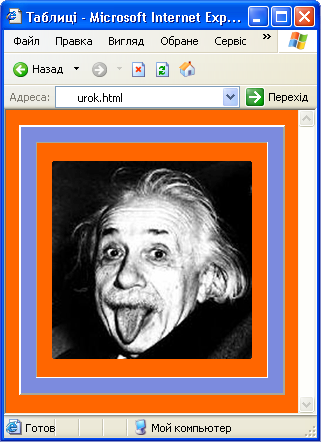 Таблиці - Microsoft Internet Exp...
Файл Правка Вигляд Обране Сервіс »
Назад
Адреса: urok.html Перехід
Готов Мой компьютер